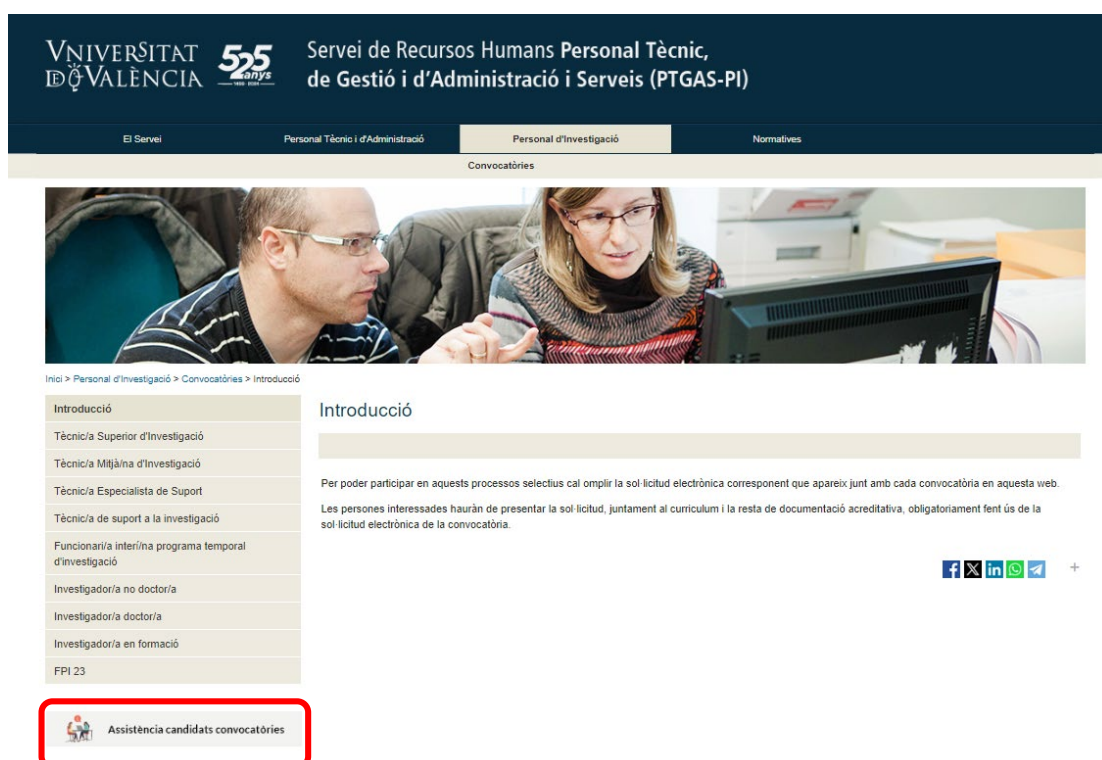 VNIVERSITAT
DӦVALÈNCIA
525
anys
Servei de Recursos Humans Personal Tècnic,
de Gestió i d'Administració i Serveis (PTGAS-PI)
El Servei
Personal Tècnic i d'Administració
Personal d'Investigació
Normatives
Convocatòries
Inici > Personal d'Investigació > Convocatòries > Introducció
Introducció
Tècnic/a Superior d'Investigació
Tècnic/a Mitjà/na d'Investigació
Tècnic/a Especialista de Suport
Tècnic/a de suport a la investigació
Funcionari/a interí/na programa temporal
d'investigació
Investigador/a no doctor/a
Investigador/a doctor/a
Investigador/a en formació
FPI 23
Assistència candidats convocatòries
Introducció
Per poder participar en aquests processos selectius cal omplir la sol·licitud electrònica corresponent que apareix junt amb cada convocatòria en aquesta web.
Les persones interessades hauràn de presentar la sol·licitud, juntament al curriculum i la resta de documentació acreditativa, obligatoriament fent ús de la
sol·licitud electrònica de la convocatòria.